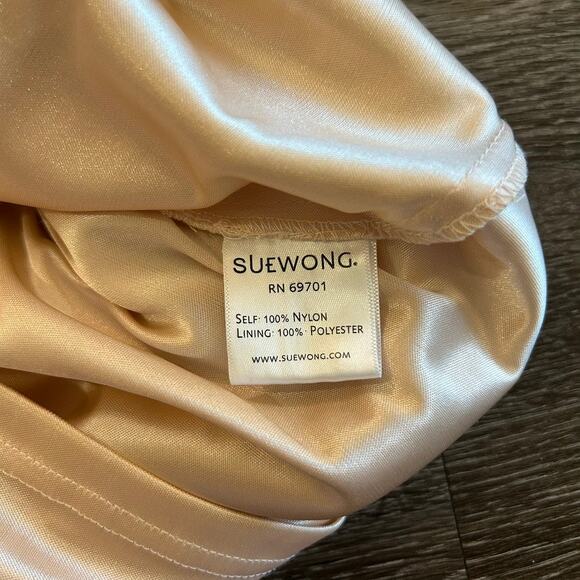 SUEWONG®
RN 69701
SELF· 100% NYLON
LINING· 100%· POLYESTER
WWW.SUEWONG.COM